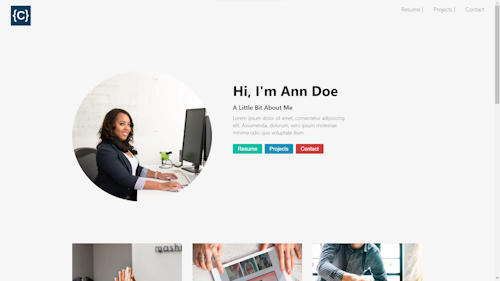 {C}
Resume | Projects | Contact
Hi, I'm Ann Doe
A Little Bit About Me
Lorem ipsum dolor sit amet, consectetur adipisicing
elit. Assumenda, dolorum, vero ipsum molestiae
minima odio quo voluptate illum
Resume Projects Contact